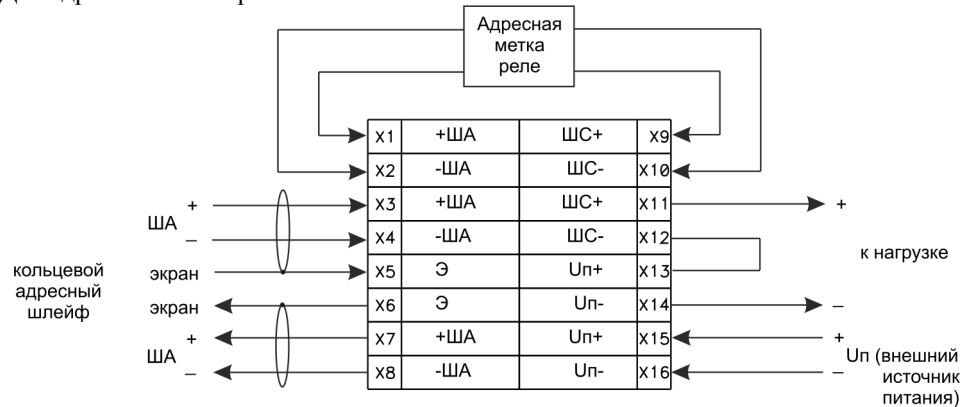 Адресная
метка
реле
X1 +ША ШС+ X9
X2 -ША ШС- X10
+ X3 +ША ШС+ X11 +
ША
– X4 -ША ШС- X12
к нагрузке
кольцевой
адресный
шлейф
экран X5 Э Uп+ X13
экран X6 Э Uп- X14 –
+ X7 +ША Uп+ X15 +
ША
– X8 -ША Uп- X16 –
Uп (внешний
источник
питания)